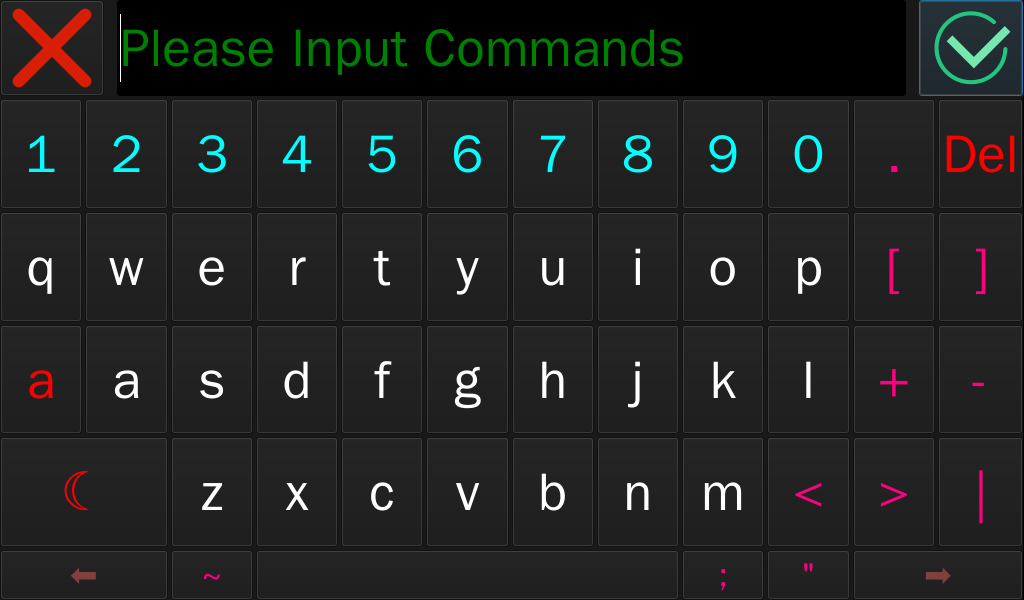 Please Input Commands
1 2 3 4 5 6 7 8 9 0 . Del
q w e r t y u i o p [ ]
a a s d f g h j k l + -
z x c v b n m < > |
~ ; "